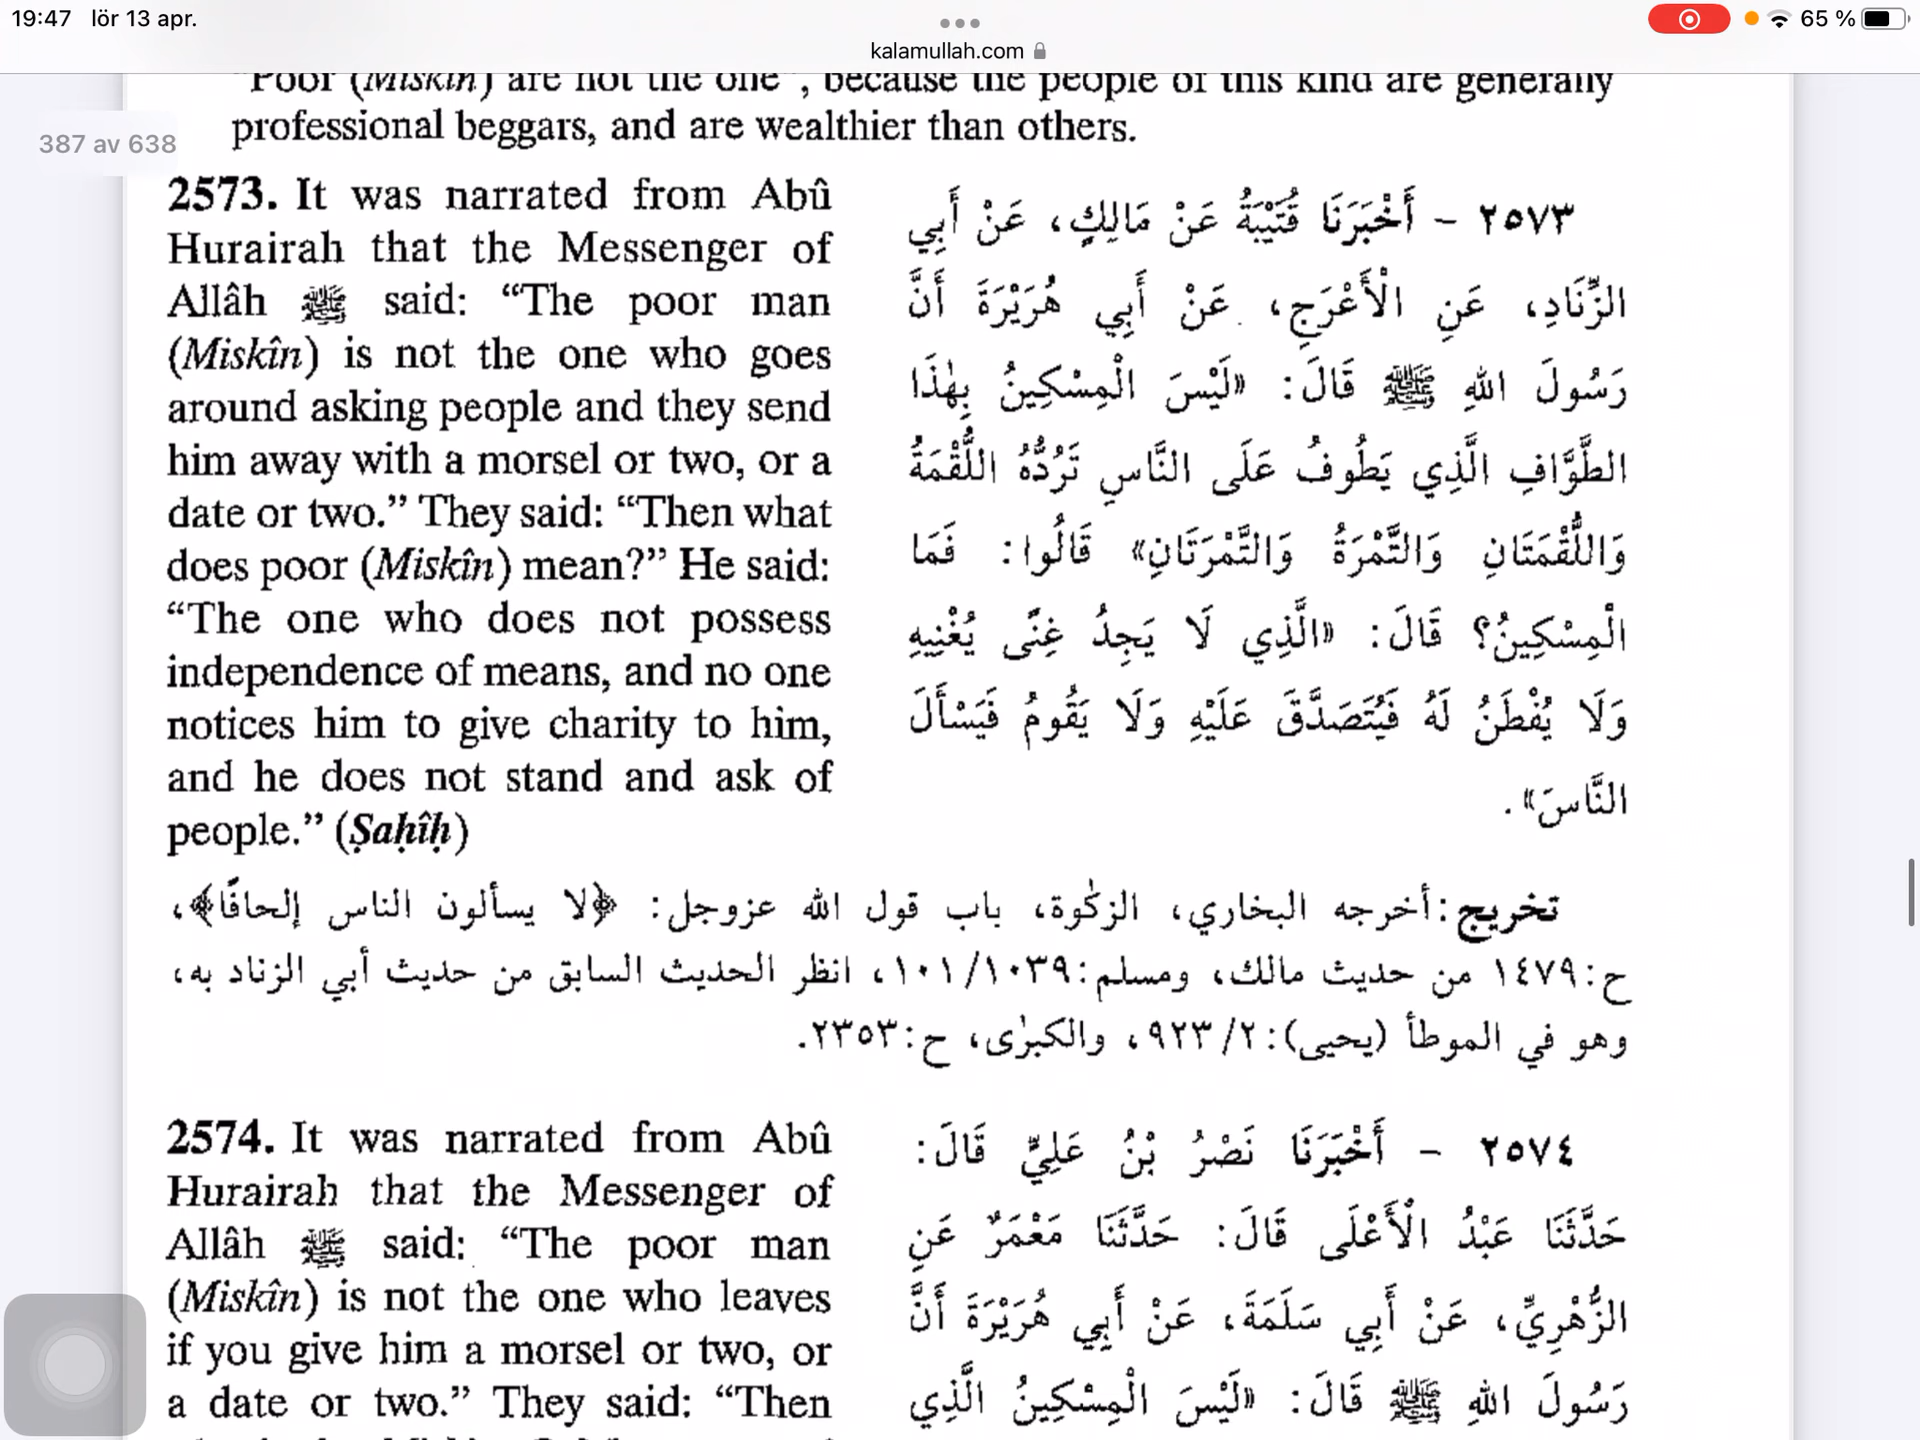 19:47 lör 13 apr.
65 %
kalamullah.com
"Poor (Miskîn) are not the one", because the people of this kind are generally
professional beggars, and are wealthier than others.
387 av 638
2573. It was narrated from Abû
Hurairah that the Messenger of
Allâh ﷺ said: “The poor man
(Miskîn) is not the one who goes
around asking people and they send
him away with a morsel or two, or a
date or two.” They said: “Then what
does poor (Miskîn) mean?” He said:
“The one who does not possess
independence of means, and no one
notices him to give charity to him,
and he does not stand and ask of
people.” (Ṣaḥîḥ)
٢٥٧٣ - أَخْبَرَنَا قُتَيْبَةُ عَنْ مَالِكٍ، عَنْ أَبِي
الزِّنَادِ، عَنِ الْأَعْرَجِ، عَنْ أَبِي هُرَيْرَةَ أَنَّ
رَسُولَ اللهِ ﷺ قَالَ: «لَيْسَ الْمِسْكِينُ بِهٰذَا
الطَّوَّافِ الَّذِي يَطُوفُ عَلَى النَّاسِ تَرُدُّهُ اللُّقْمَةُ
وَاللُّقْمَتَانِ وَالتَّمْرَةُ وَالتَّمْرَتَانِ» قَالُوا: فَمَا
الْمِسْكِينُ؟ قَالَ: «الَّذِي لَا يَجِدُ غِنًى يُغْنِيهِ
وَلَا يُفْطَنُ لَهُ فَيُتَصَدَّقَ عَلَيْهِ وَلَا يَقُومُ فَيَسْأَلَ
النَّاسَ».
تخريج: أخرجه البخاري، الزكٰوة، باب قول الله عزوجل: ﴿لا يسألون الناس إلحافًا﴾،
ح:١٤٧٩ من حديث مالك، ومسلم:١٠١/١٠٣٩، انظر الحديث السابق من حديث أبي الزناد به،
وهو في الموطأ (يحيى):٩٢٣/٢، والكبرٰى، ح:٢٣٥٣.
2574. It was narrated from Abû
Hurairah that the Messenger of
Allâh ﷺ said: “The poor man
(Miskîn) is not the one who leaves
if you give him a morsel or two, or
a date or two.” They said: “Then
٢٥٧٤ - أَخْبَرَنَا نَصْرُ بْنُ عَلِيٍّ قَالَ:
حَدَّثَنَا عَبْدُ الْأَعْلَى قَالَ: حَدَّثَنَا مَعْمَرٌ عَنِ
الزُّهْرِيِّ، عَنْ أَبِي سَلَمَةَ، عَنْ أَبِي هُرَيْرَةَ أَنَّ
رَسُولَ اللهِ ﷺ قَالَ: «لَيْسَ الْمِسْكِينُ الَّذِي